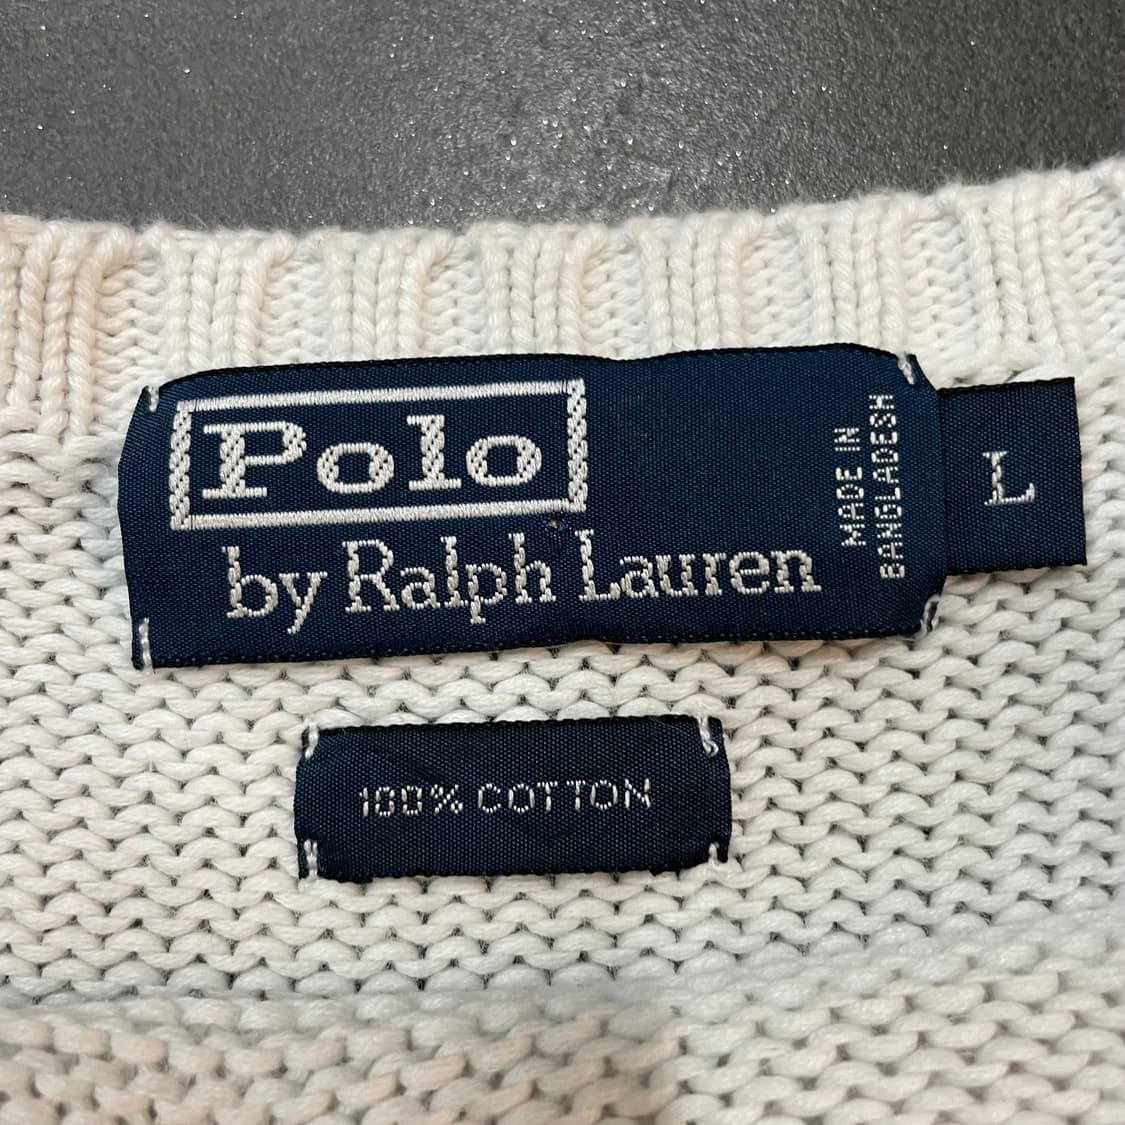 Polo
by Ralph Lauren
MADE IN
BANGLADESH
L
100% COTTON